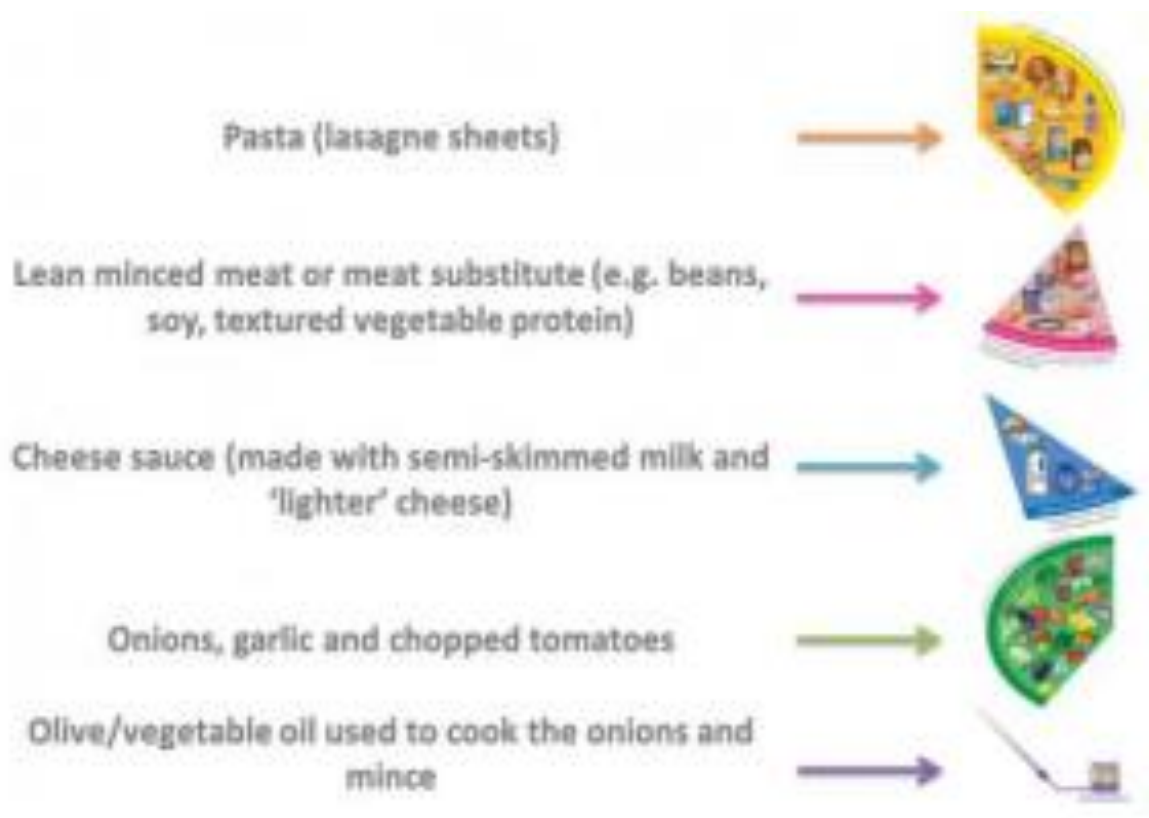 Pasta (lasagne sheets)
Lean minced meat or meat substitute (e.g. beans,
soy, textured vegetable protein)
Cheese sauce (made with semi-skimmed milk and
‘lighter’ cheese)
Onions, garlic and chopped tomatoes
Olive/vegetable oil used to cook the onions and
mince